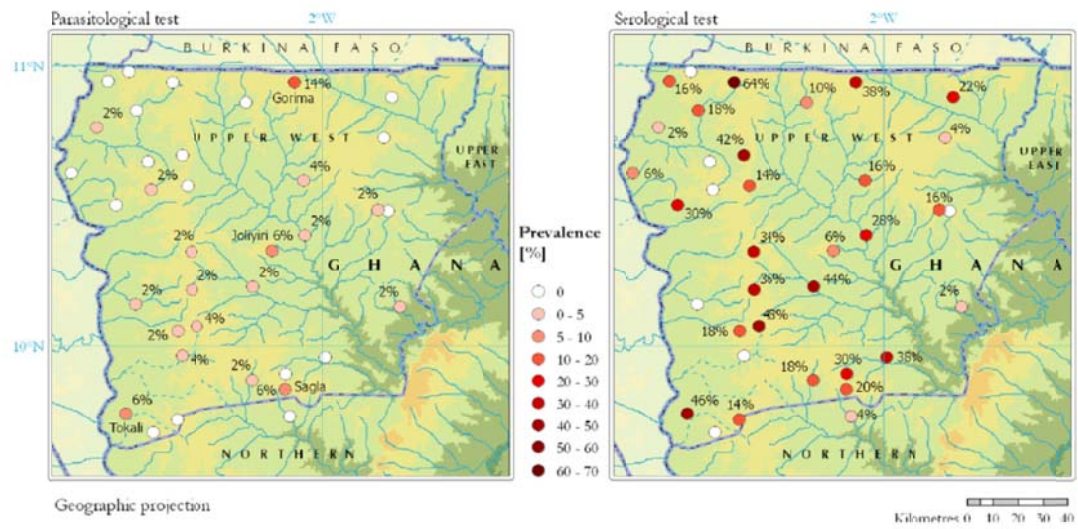 Parasitological test 2°W
Serological test 2°W
BURKINA FASO
BURKINA FASO
11°N
14%
Gorima
2%
UPPER WEST
UPPER EAST
4%
2%
2%
2%
2%
Joliyiri 6%
GHANA
2%
2%
2%
2%
4%
2%
4%
10°N
2%
6% Sagla
6%
Tokali
NORTHERN
Prevalence
[%]
0
0 - 5
5 - 10
10 - 20
20 - 30
30 - 40
40 - 50
50 - 60
60 - 70
16%
64%
10%
38%
22%
18%
2%
UPPER WEST
4%
UPPER EAST
42%
6%
14%
16%
16%
30%
28%
6%
GHANA
44%
2%
18%
18%
30%
38%
20%
46%
14%
4%
NORTHERN
Geographic projection
Kilometres 0 10 20 30 40